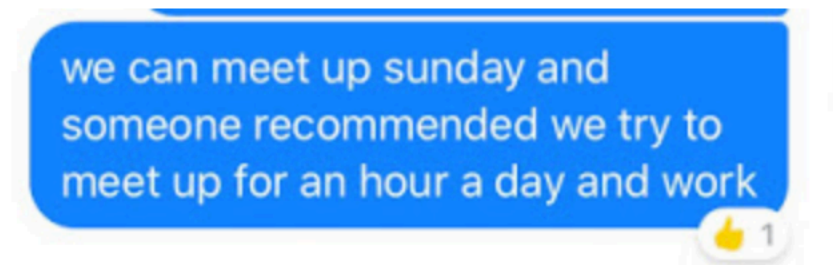 we can meet up sunday and
someone recommended we try to
meet up for an hour a day and work
1